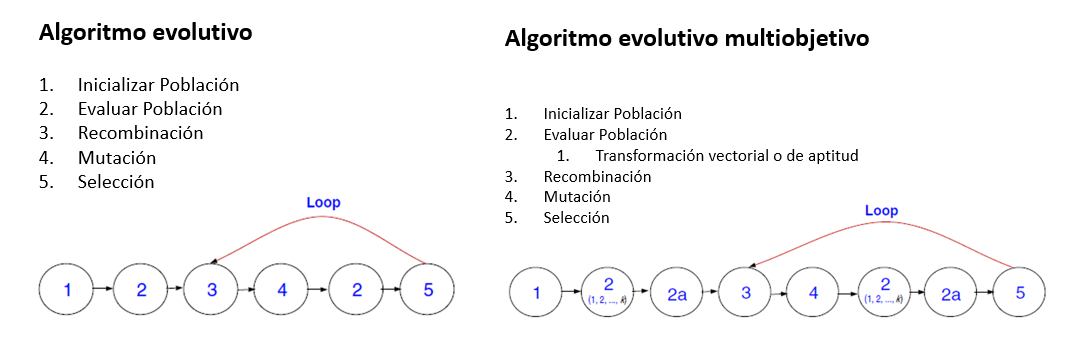 Algoritmo evolutivo
1. Inicializar Población
2. Evaluar Población
3. Recombinación
4. Mutación
5. Selección
Loop
1 2 3 4 2 5
Algoritmo evolutivo multiobjetivo
1. Inicializar Población
2. Evaluar Población
1. Transformación vectorial o de aptitud
3. Recombinación
4. Mutación
5. Selección
Loop
1 2 2a 3 4 2 2a 5
(1, 2, ..., k) (1, 2, ..., k)